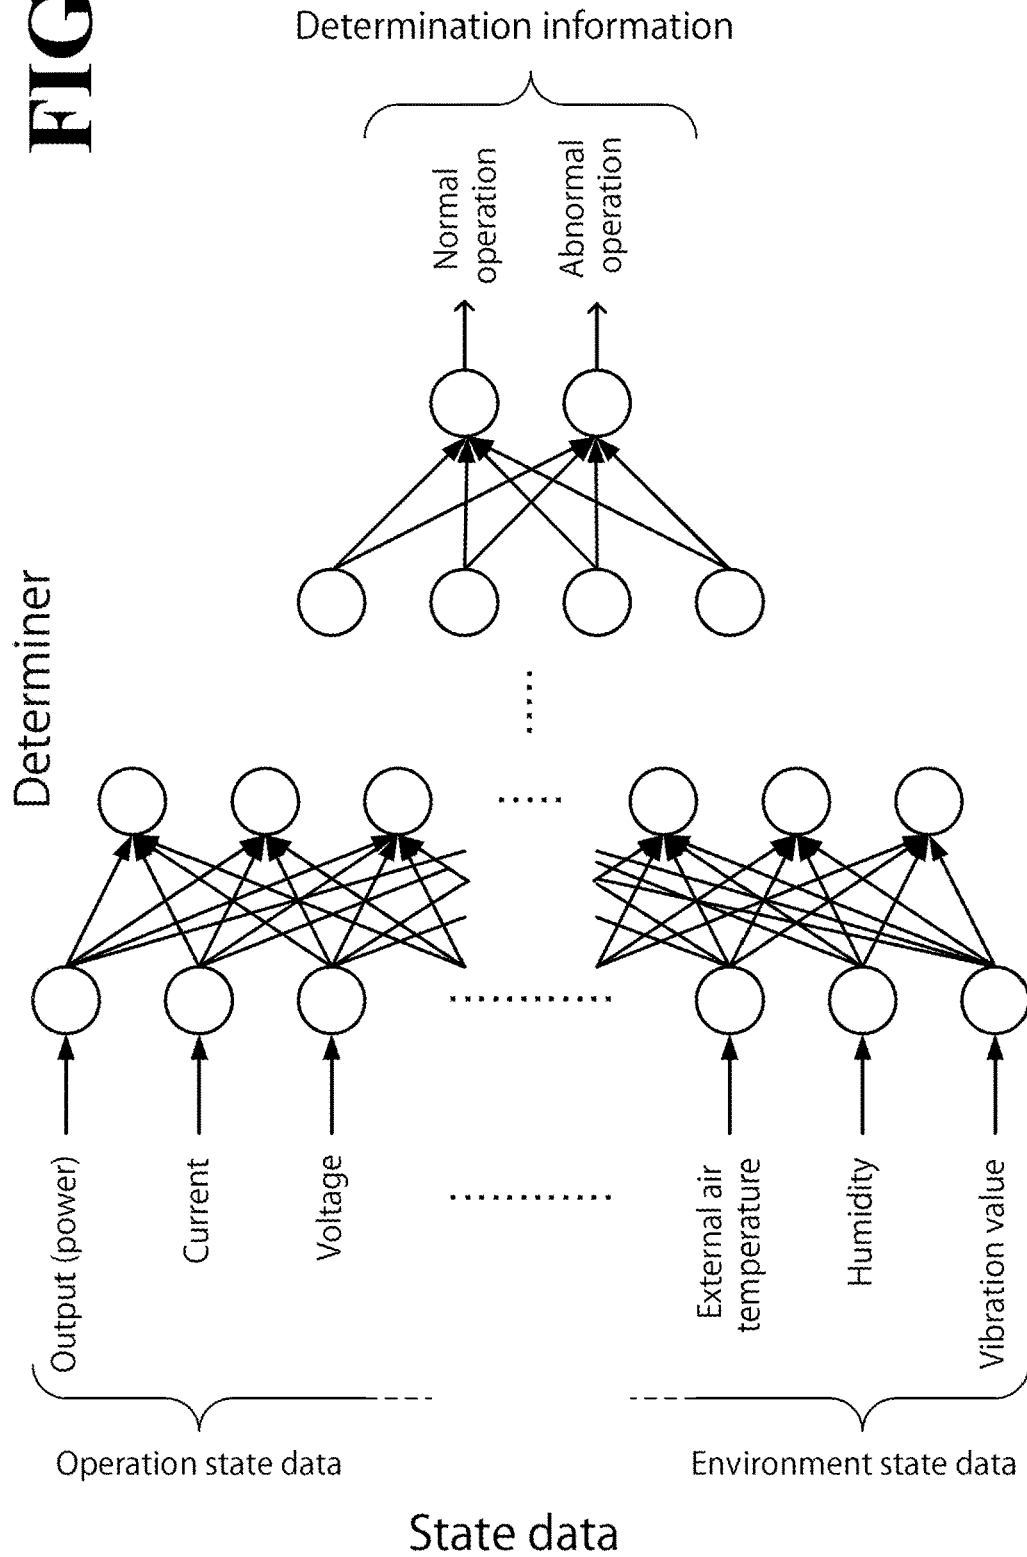 FIG
Determination information
Normal
operation
Abnormal
operation
Determiner
Output (power)
Current
Voltage
External air
temperature
Humidity
Vibration value
Operation state data
Environment state data
State data